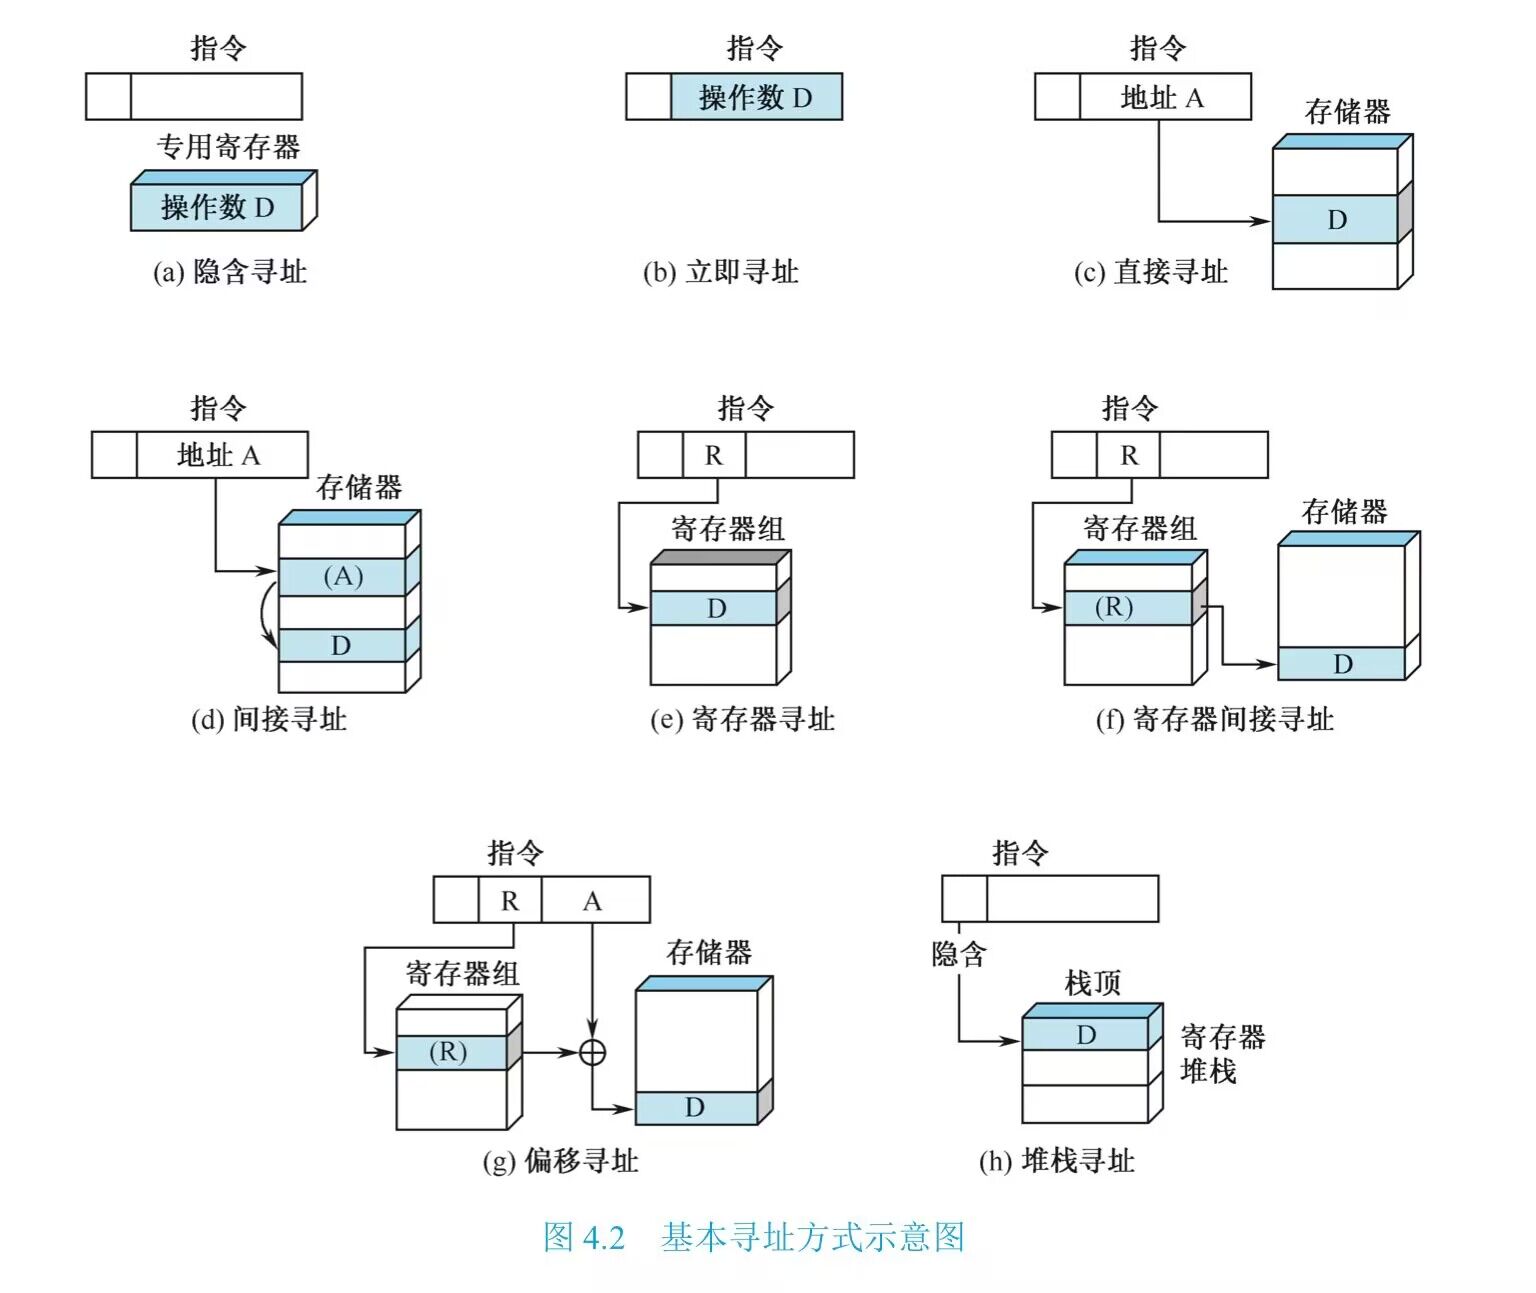 指令
专用寄存器
操作数 D
(a) 隐含寻址
指令
操作数 D
(b) 立即寻址
指令
地址 A
存储器
D
(c) 直接寻址
指令
地址 A
存储器
(A)
D
(d) 间接寻址
指令
R
寄存器组
D
(e) 寄存器寻址
指令
R
寄存器组
存储器
(R)
D
(f) 寄存器间接寻址
指令
R A
寄存器组
存储器
(R)
D
(g) 偏移寻址
指令
隐含
栈顶
D
寄存器
堆栈
(h) 堆栈寻址
图 4.2 基本寻址方式示意图